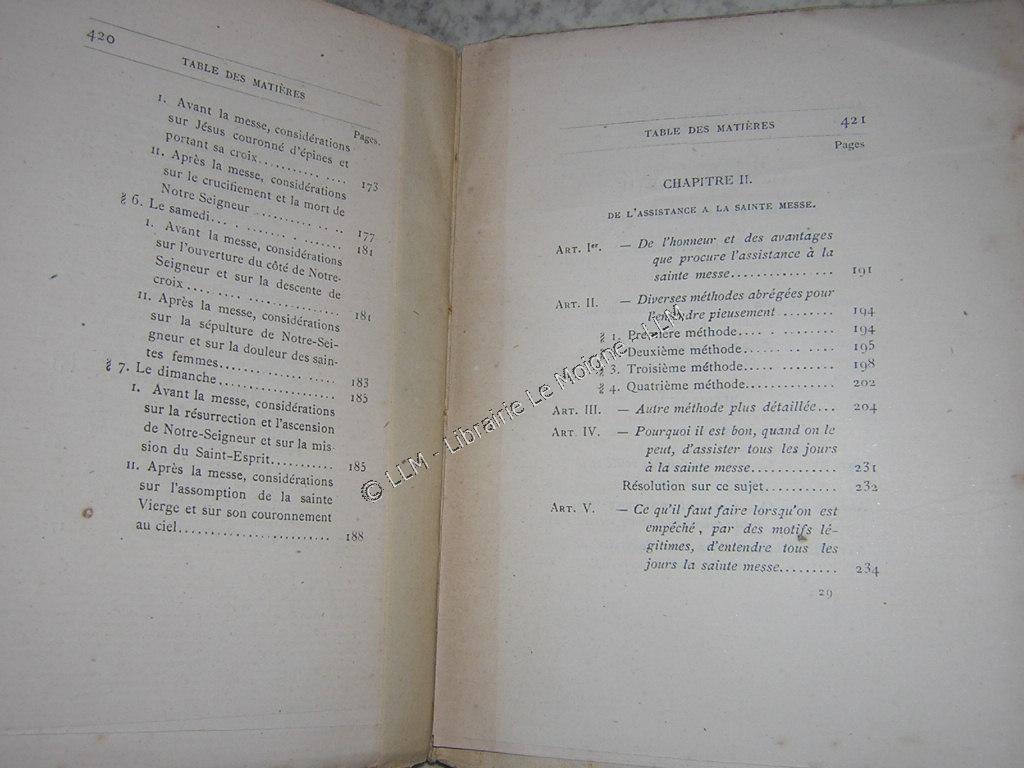 420
TABLE DES MATIÈRES
Pages.
I. Avant la messe, considérations
sur Jésus couronné d'épines et
portant sa croix........... .... 173
II. Après la messe, considérations
sur le crucifiement et la mort de
Notre Seigneur ......... .. .. 177
§ 6. Le samedi... . ....... . ...... 181
I. Avant la messe, considérations
sur l'ouverture du côté de Notre-
Seigneur et sur la descente de
croix .... ...... ............... 181
II. Après la messe, considérations
sur la sépulture de Notre-Sei-
gneur et sur la douleur des sain-
tes femmes....... ...... ..... 183
§ 7. Le dimanche.................. 185
I. Avant la messe, considérations
sur la résurrection et l'ascension
de Notre-Seigneur et sur la mis-
sion du Saint-Esprit........... 185
II. Après la messe, considérations
sur l'assomption de la sainte
Vierge et sur son couronnement
au ciel........................ 188
TABLE DES MATIÈRES 421
Pages
CHAPITRE II.
DE L'ASSISTANCE A LA SAINTE MESSE.
ART. Ier. — De l'honneur et des avantages
que procure l'assistance à la
sainte messe............... 191
ART. II. — Diverses méthodes abrégées pour
l'entendre pieusement ........ 194
§ 1. Première méthode.... ......... 194
§ 2. Deuxième méthode...... .. .... 195
§ 3. Troisième méthode..... ....... 198
§ 4. Quatrième méthode............. 202
ART. III. — Autre méthode plus détaillée... 204
ART. IV. — Pourquoi il est bon, quand on le
peut, d'assister tous les jours
à la sainte messe............. 231
Résolution sur ce sujet.......... 232
ART. V. — Ce qu'il faut faire lorsqu'on est
empéché, par des motifs lé-
gitimes, d'entendre tous les
jours la sainte messe......... 234
29
© LLM - Librairie Le Moigne - LLM